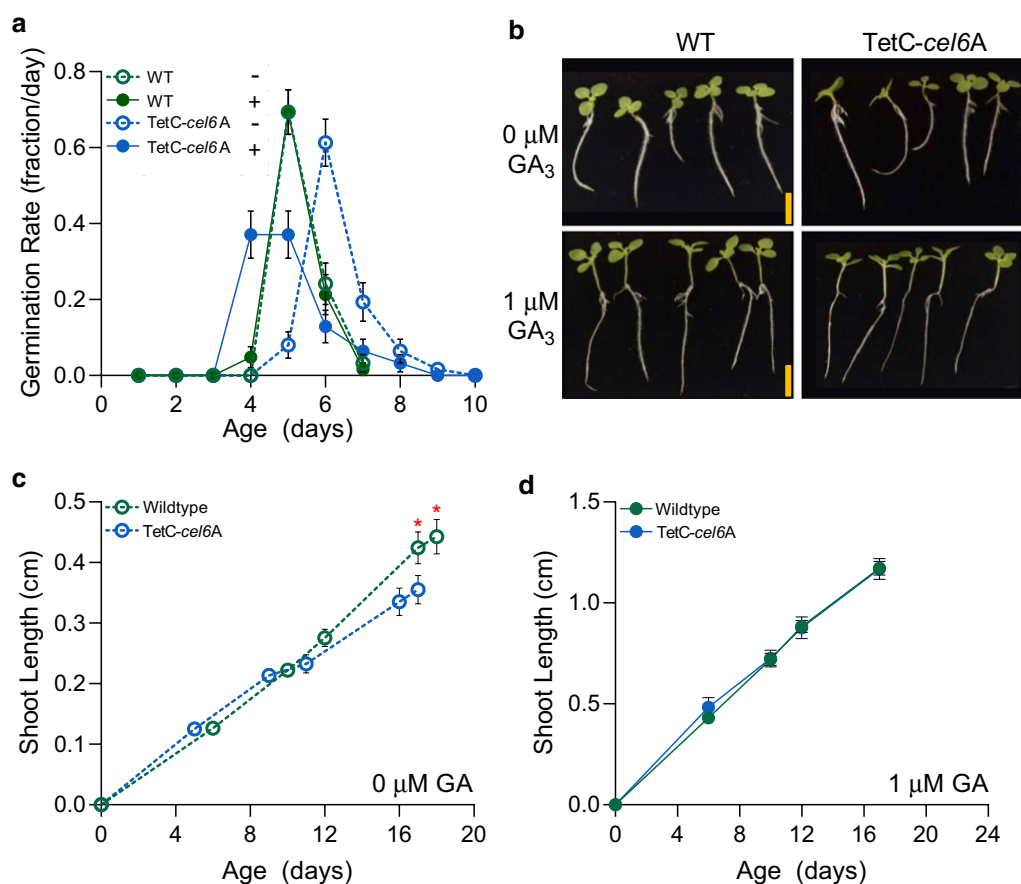 a
0.8
0.6
0.4
0.2
0.0
Germination Rate (fraction/day)
WT -
WT +
TetC-cel6A -
TetC-cel6A +
0 2 4 6 8 10
Age (days)
b
WT TetC-cel6A
0 μM
GA₃
1 μM
GA₃
c
0.5
0.4
0.3
0.2
0.1
0.0
Shoot Length (cm)
Wildtype
TetC-cel6A
* *
0 μM GA
0 4 8 12 16 20
Age (days)
d
1.5
1.0
0.5
0.0
Shoot Length (cm)
Wildtype
TetC-cel6A
1 μM GA
0 4 8 12 16 20 24
Age (days)